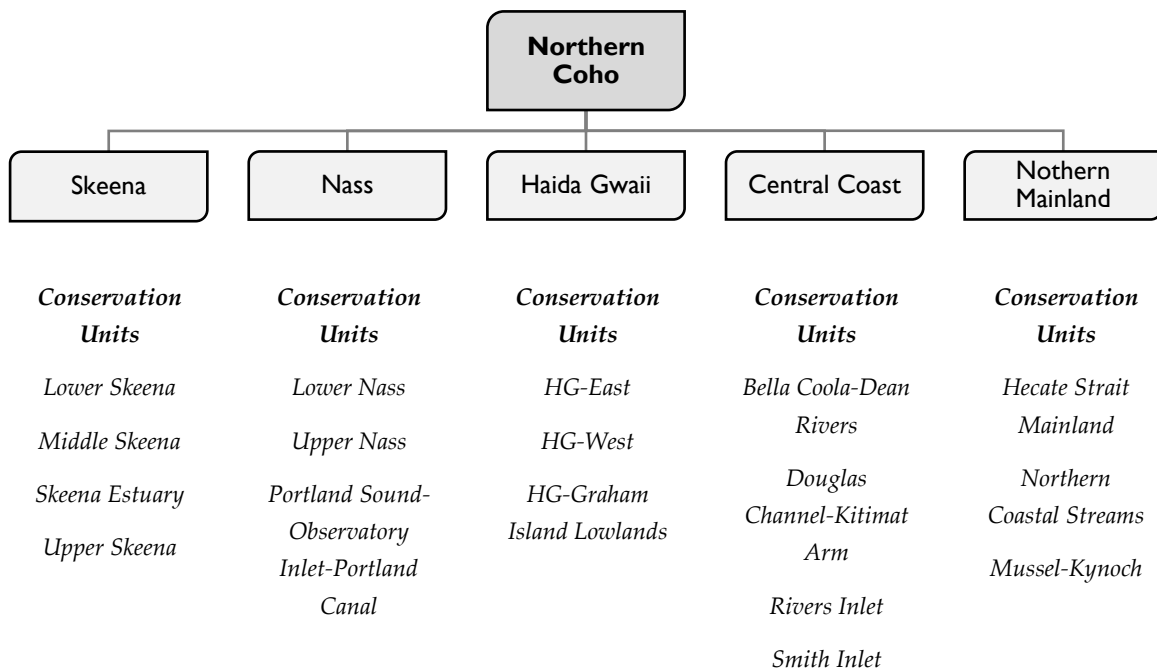 Northern
Coho
Skeena
Nass
Haida Gwaii
Central Coast
Nothern
Mainland
Conservation
Units
Lower Skeena
Middle Skeena
Skeena Estuary
Upper Skeena
Conservation
Units
Lower Nass
Upper Nass
Portland Sound-
Observatory
Inlet-Portland
Canal
Conservation
Units
HG-East
HG-West
HG-Graham
Island Lowlands
Conservation
Units
Bella Coola-Dean
Rivers
Douglas
Channel-Kitimat
Arm
Rivers Inlet
Smith Inlet
Conservation
Units
Hecate Strait
Mainland
Northern
Coastal Streams
Mussel-Kynoch